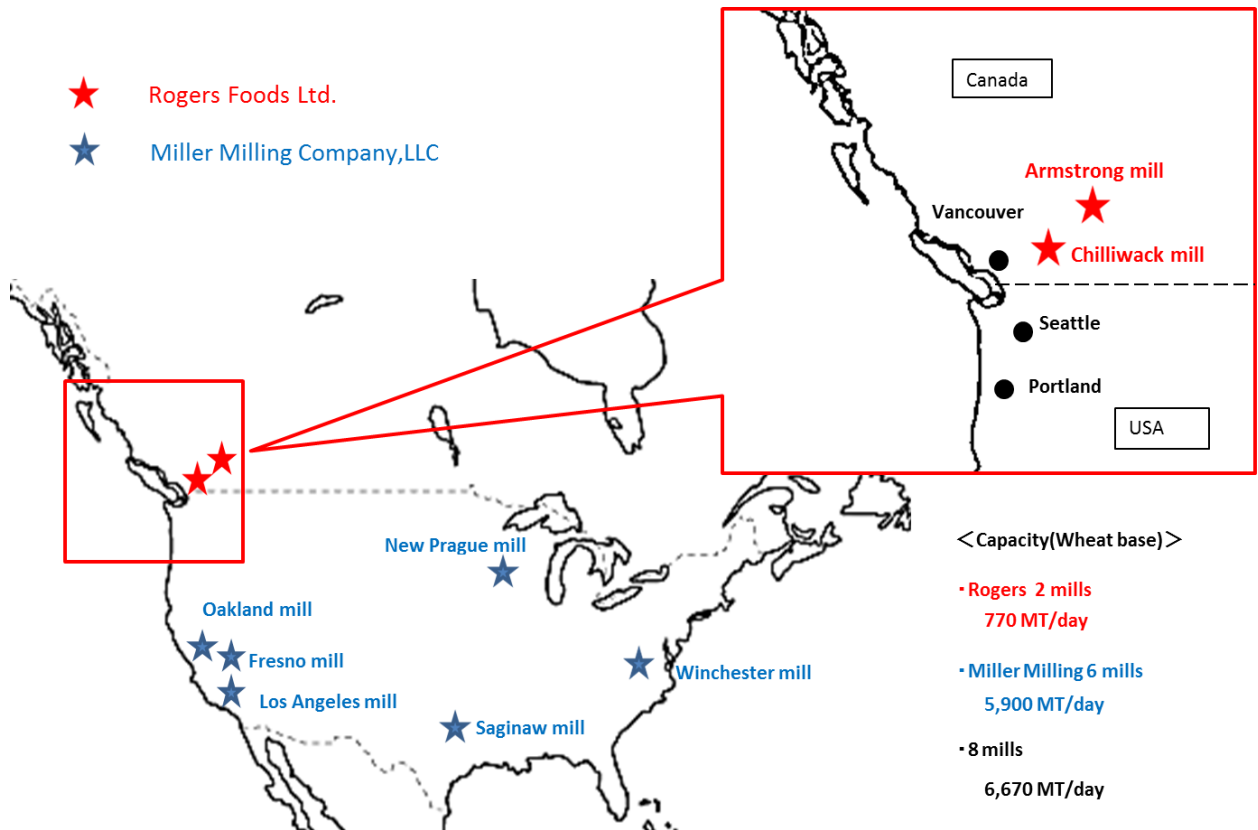 Rogers Foods Ltd.
Miller Milling Company,LLC
Canada
Armstrong mill
Vancouver
Chilliwack mill
Seattle
Portland
USA
New Prague mill
Oakland mill
Fresno mill
Los Angeles mill
Winchester mill
Saginaw mill
＜Capacity(Wheat base)＞
・Rogers 2 mills
770 MT/day
・Miller Milling 6 mills
5,900 MT/day
・8 mills
6,670 MT/day